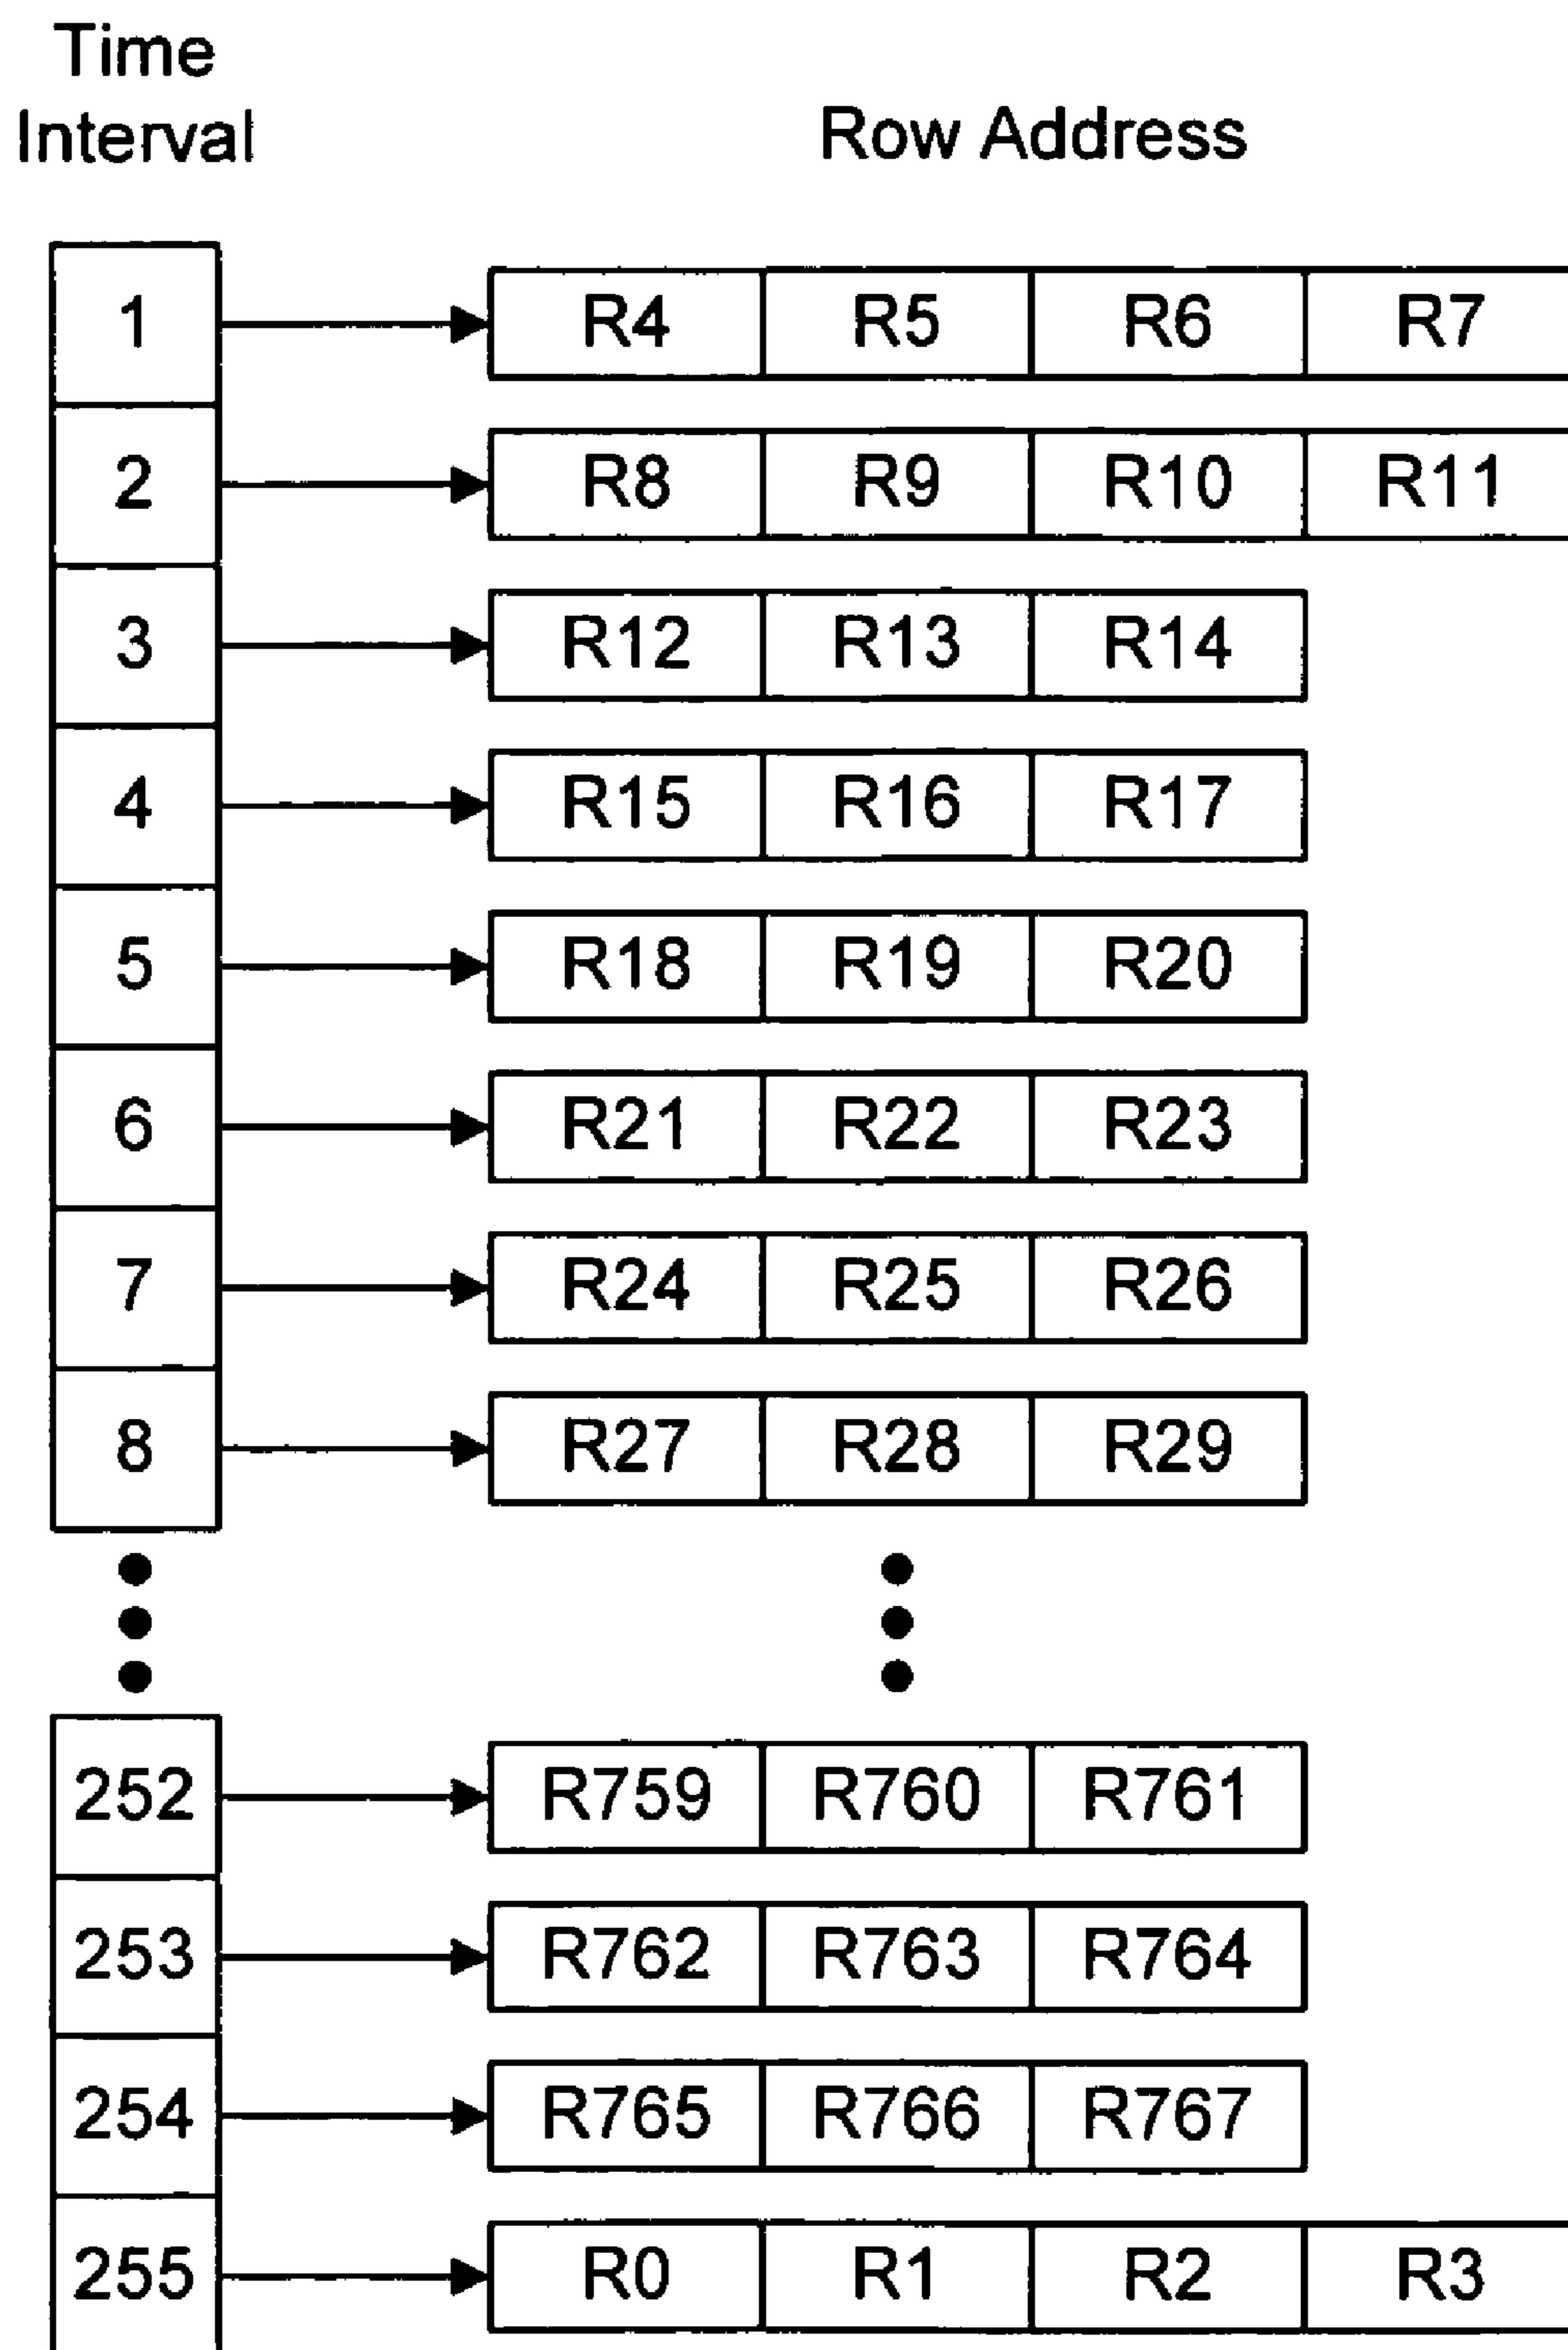 Time
Interval
Row Address
1 R4 R5 R6 R7
2 R8 R9 R10 R11
3 R12 R13 R14
4 R15 R16 R17
5 R18 R19 R20
6 R21 R22 R23
7 R24 R25 R26
8 R27 R28 R29
252 R759 R760 R761
253 R762 R763 R764
254 R765 R766 R767
255 R0 R1 R2 R3